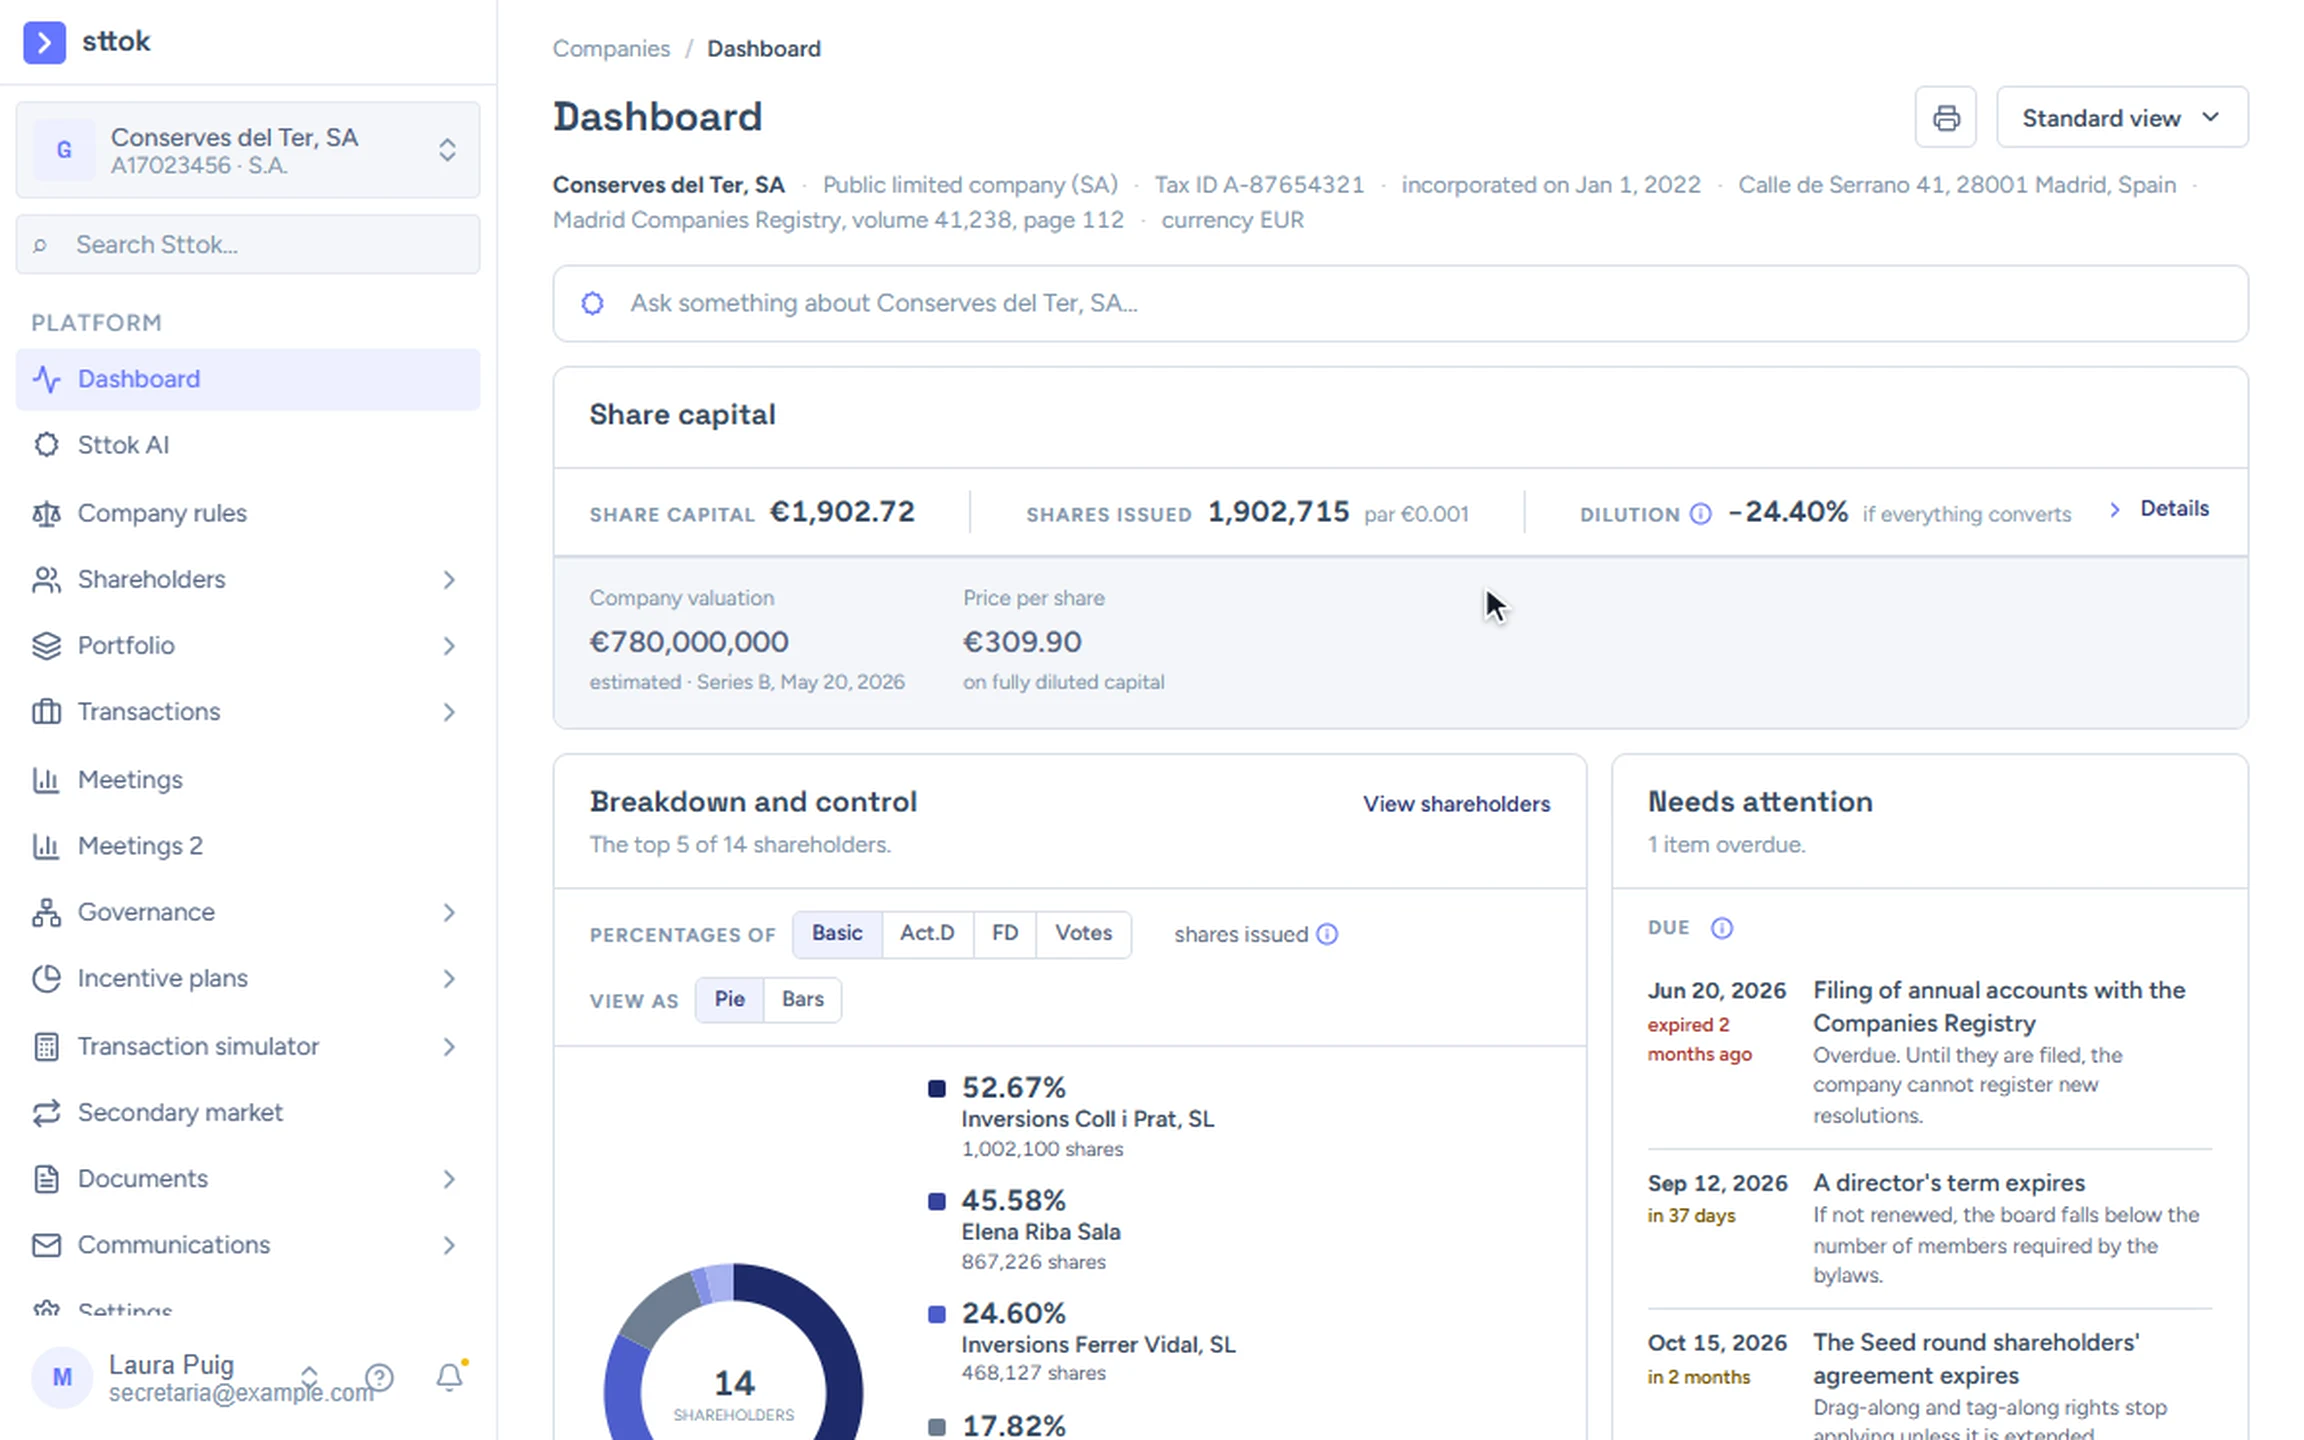 sttok
G
Conserves del Ter, SA
A17023456 · S.A.
Search Sttok...
PLATFORM
Dashboard
Sttok AI
Company rules
Shareholders
Portfolio
Transactions
Meetings
Meetings 2
Governance
Incentive plans
Transaction simulator
Secondary market
Documents
Communications
Settings
M
Laura Puig
secretaria@example.com
Companies / Dashboard
Dashboard
Standard view
Conserves del Ter, SA · Public limited company (SA) · Tax ID A-87654321 · incorporated on Jan 1, 2022 · Calle de Serrano 41, 28001 Madrid, Spain ·
Madrid Companies Registry, volume 41,238, page 112 · currency EUR
Ask something about Conserves del Ter, SA...
Share capital
SHARE CAPITAL €1,902.72
SHARES ISSUED 1,902,715 par €0.001
DILUTION −24.40% if everything converts
Details
Company valuation
€780,000,000
estimated · Series B, May 20, 2026
Price per share
€309.90
on fully diluted capital
Breakdown and control
View shareholders
The top 5 of 14 shareholders.
PERCENTAGES OF Basic Act.D FD Votes shares issued
VIEW AS Pie Bars
14
SHAREHOLDERS
52.67%
Inversions Coll i Prat, SL
1,002,100 shares
45.58%
Elena Riba Sala
867,226 shares
24.60%
Inversions Ferrer Vidal, SL
468,127 shares
17.82%
Needs attention
1 item overdue.
DUE
Jun 20, 2026
expired 2
months ago
Filing of annual accounts with the
Companies Registry
Overdue. Until they are filed, the
company cannot register new
resolutions.
Sep 12, 2026
in 37 days
A director's term expires
If not renewed, the board falls below the
number of members required by the
bylaws.
Oct 15, 2026
in 2 months
The Seed round shareholders'
agreement expires
Drag-along and tag-along rights stop
applying unless it is extended